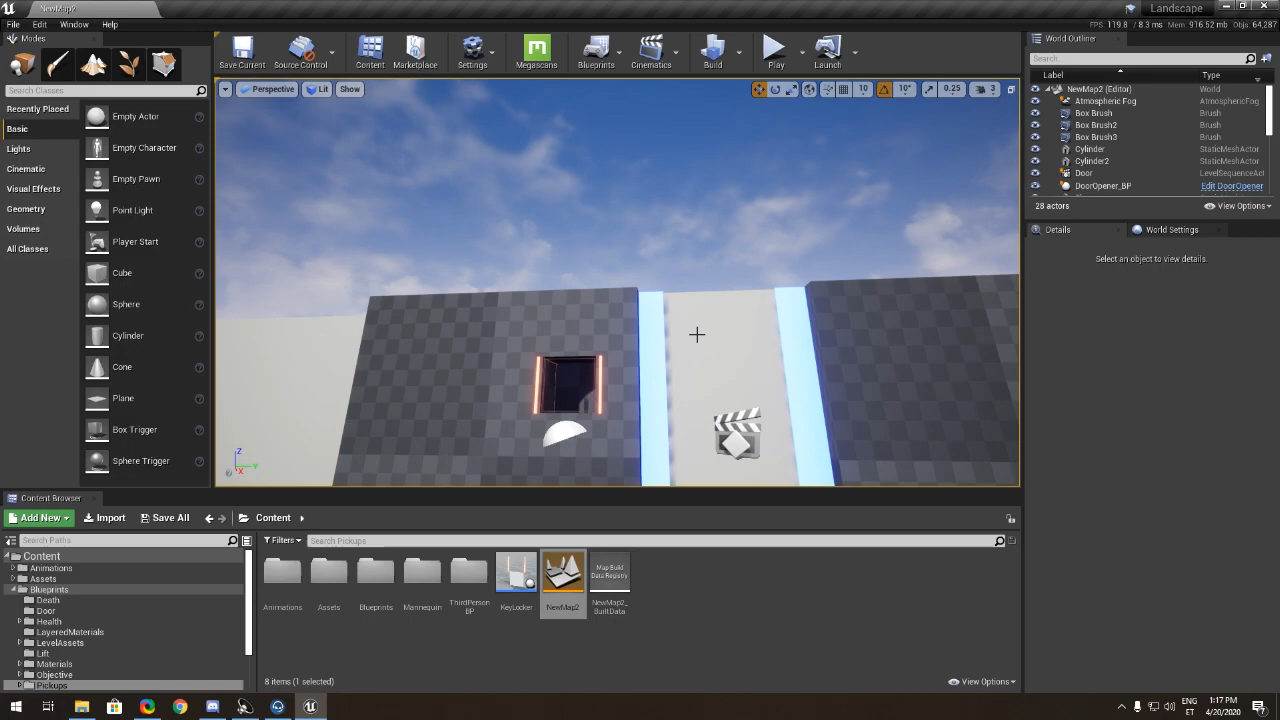 NewMap2
Landscape
File Edit Window Help
FPS: 119.8 / 8.3 ms Mem: 916.52 mb Obj: 64,287
Modes
Search Classes
Recently Placed
Basic
Lights
Cinematic
Visual Effects
Geometry
Volumes
All Classes
Empty Actor
Empty Character
Empty Pawn
Point Light
Player Start
Cube
Sphere
Cylinder
Cone
Plane
Box Trigger
Sphere Trigger
Save Current
Source Control
Content
Marketplace
Settings
Megascans
Blueprints
Cinematics
Build
Play
Launch
Perspective Lit Show
10 10° 0.25 3
Z
Y
X
World Outliner
Search...
Label Type
NewMap2 (Editor) World
Atmospheric Fog AtmosphericFog
Box Brush Brush
Box Brush2 Brush
Box Brush3 Brush
Cylinder StaticMeshActor
Cylinder2 StaticMeshActor
Door LevelSequenceAct
DoorOpener_BP Edit DoorOpener
28 actors View Options
Details World Settings
Select an object to view details.
Content Browser
Add New Import Save All Content
Search Paths
Content
Animations
Assets
Blueprints
Death
Door
Health
LayeredMaterials
LevelAssets
Lift
Materials
Objective
Pickups
Filters Search Pickups
Map Build
Data Registry
Animations
Assets
Blueprints
Mannequin
ThirdPerson
BP
KeyLocker
NewMap2
NewMap2_
BuiltData
8 items (1 selected) View Options
ENG 1:17 PM
ET 4/20/2020